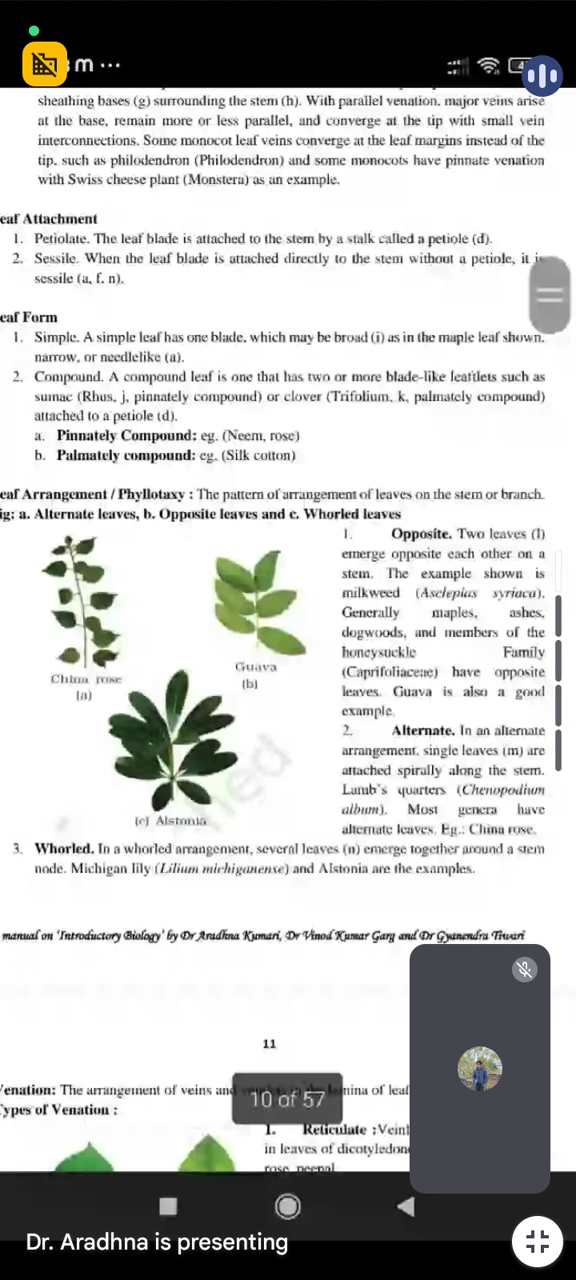 m ...
sheathing bases (g) surrounding the stem (h). With parallel venation, major veins arise
at the base, remain more or less parallel, and converge at the tip with small vein
interconnections. Some monocot leaf veins converge at the leaf margins instead of the
tip, such as philodendron (Philodendron) and some monocots have pinnate venation
with Swiss cheese plant (Monstera) as an example.
eaf Attachment
1. Petiolate. The leaf blade is attached to the stem by a stalk called a petiole (d).
2. Sessile. When the leaf blade is attached directly to the stem without a petiole, it is
sessile (a, f, n).
eaf Form
1. Simple. A simple leaf has one blade, which may be broad (i) as in the maple leaf shown,
narrow, or needlelike (a).
2. Compound. A compound leaf is one that has two or more blade-like leaftlets such as
sumac (Rhus, j, pinnately compound) or clover (Trifolium, k, palmately compound)
attached to a petiole (d).
a. Pinnately Compound: eg. (Neem, rose)
b. Palmately compound: eg. (Silk cotton)
eaf Arrangement / Phyllotaxy : The pattern of arrangement of leaves on the stem or branch.
ig: a. Alternate leaves, b. Opposite leaves and c. Whorled leaves
China rose
(a)
Guava
(b)
(c) Alstonia
1. Opposite. Two leaves (l)
emerge opposite each other on a
stem. The example shown is
milkweed (Asclepias syriaca).
Generally maples, ashes,
dogwoods, and members of the
honeysuckle Family
(Caprifoliaceae) have opposite
leaves. Guava is also a good
example.
2. Alternate. In an alternate
arrangement, single leaves (m) are
attached spirally along the stem.
Lamb's quarters (Chenopodium
album). Most genera have
alternate leaves. Eg.: China rose.
3. Whorled. In a whorled arrangement, several leaves (n) emerge together around a stem
node. Michigan lily (Lilium michiganense) and Alstonia are the examples.
manual on 'Introductory Biology' by Dr Aradhna Kumari, Dr Vinod Kumar Garg and Dr Gyanendra Tiwari
11
enation: The arrangement of veins and lamina of leaf
ypes of Venation :
10 of 57
1. Reticulate :Vein
in leaves of dicotyledon
rose, peepal
Dr. Aradhna is presenting